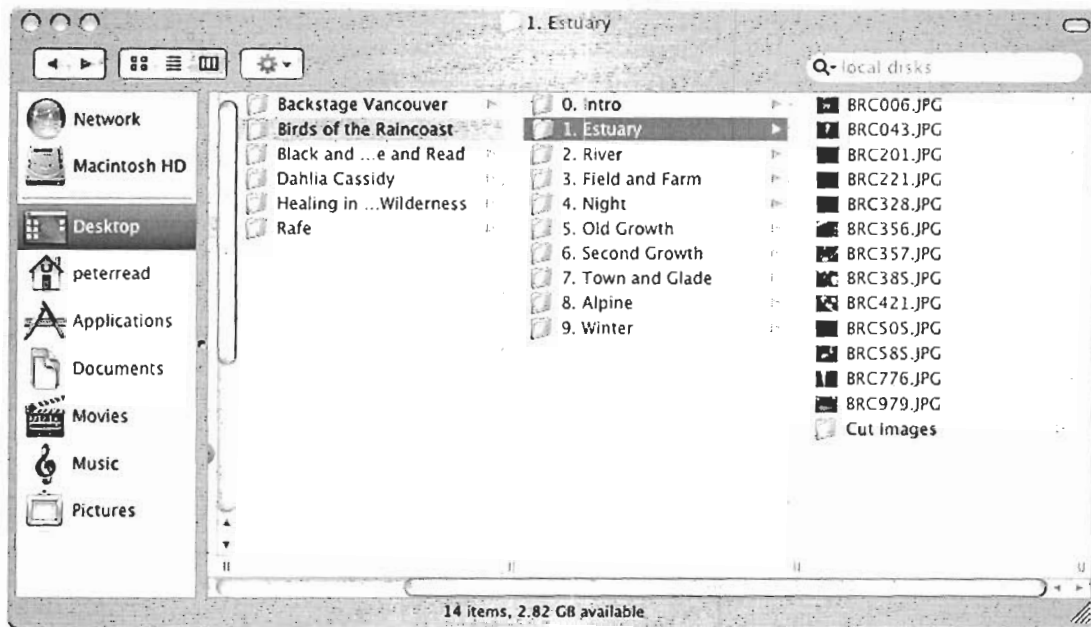 1. Estuary
local disks
Network
Macintosh HD
Desktop
peterread
Applications
Documents
Movies
Music
Pictures
Backstage Vancouver
Birds of the Raincoast
Black and ...e and Read
Dahlia Cassidy
Healing in ...Wilderness
Rafe
0. Intro
1. Estuary
2. River
3. Field and Farm
4. Night
5. Old Growth
6. Second Growth
7. Town and Glade
8. Alpine
9. Winter
BRC006.JPG
BRC043.JPG
BRC201.JPG
BRC221.JPG
BRC328.JPG
BRC356.JPG
BRC357.JPG
BRC385.JPG
BRC421.JPG
BRC505.JPG
BRC585.JPG
BRC776.JPG
BRC979.JPG
Cut Images
14 items, 2.82 GB available